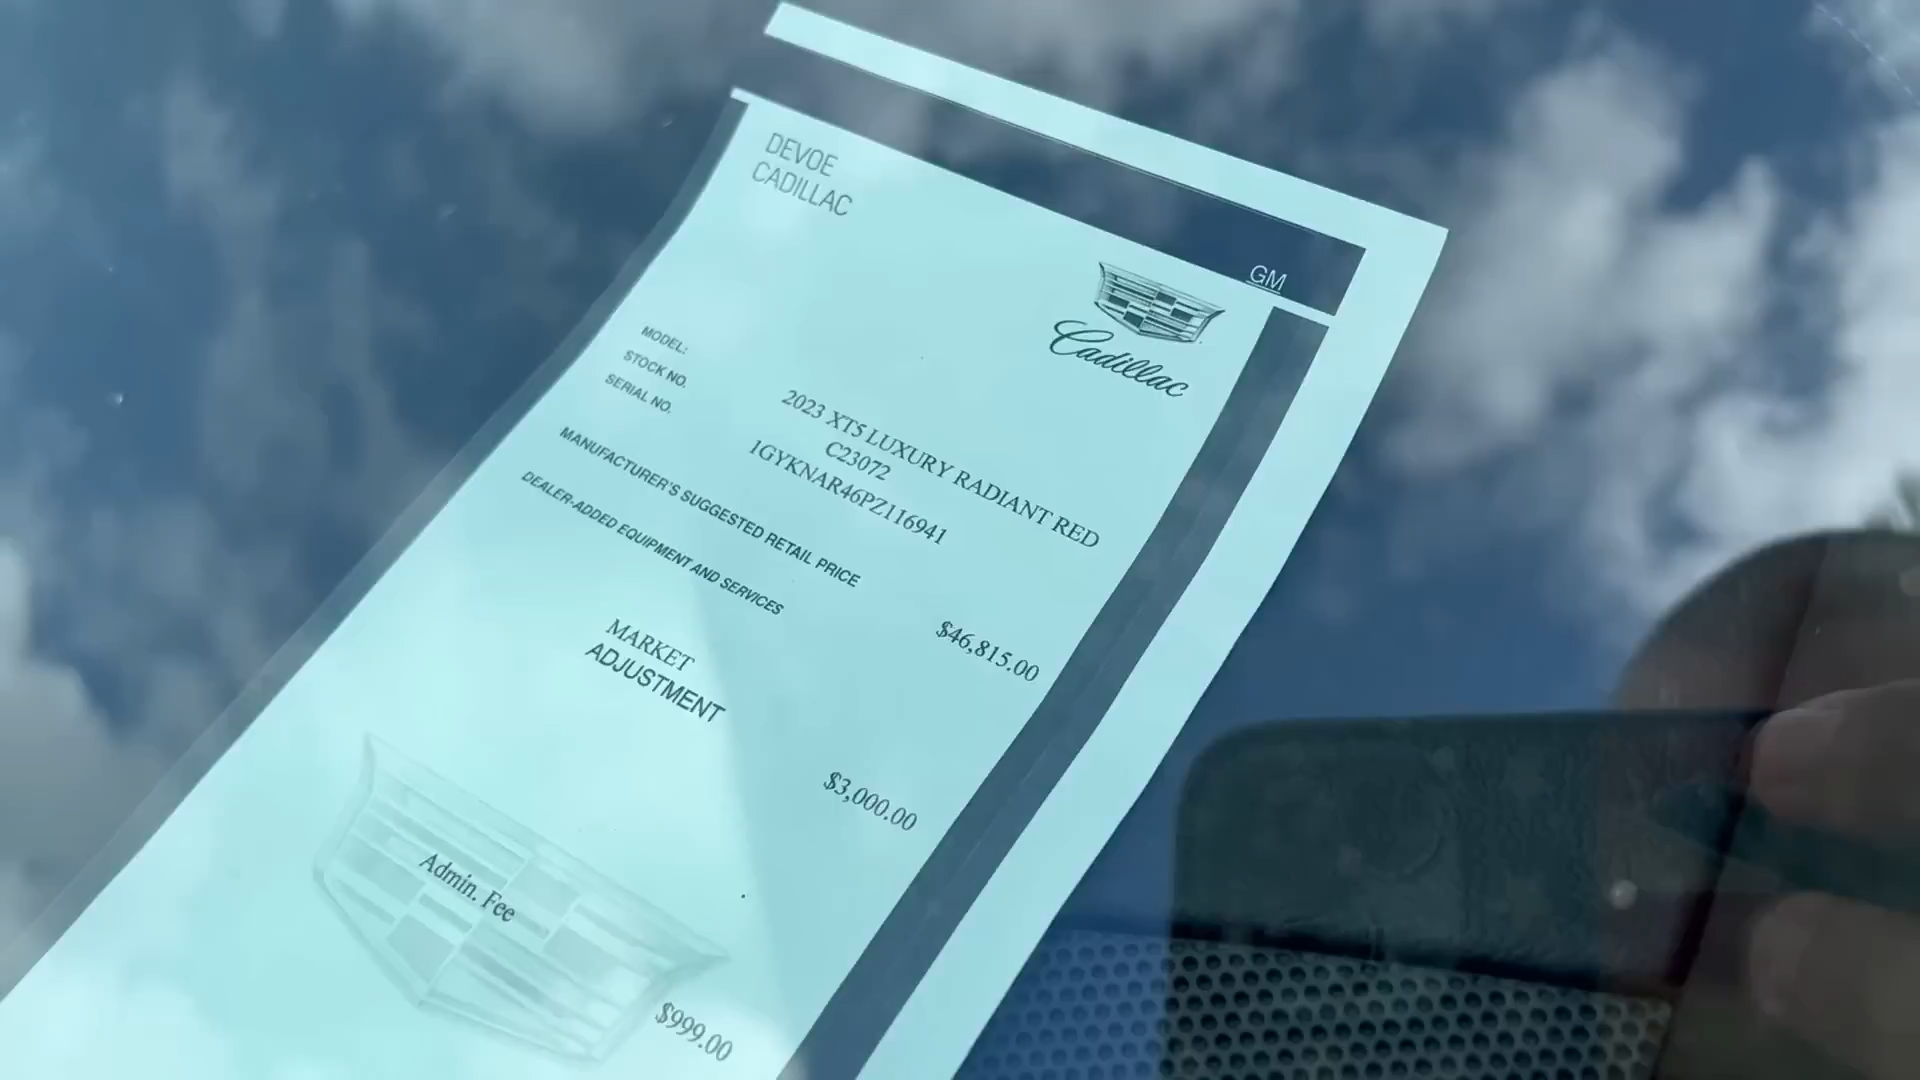 DEVOE
CADILLAC
GM
Cadillac
MODEL:
2023 XT5 LUXURY RADIANT RED
STOCK NO.
C23072
SERIAL NO.
1GYKNAR46PZ116941
MANUFACTURER'S SUGGESTED RETAIL PRICE
$46,815.00
DEALER-ADDED EQUIPMENT AND SERVICES
MARKET
ADJUSTMENT
$3,000.00
Admin. Fee
$999.00